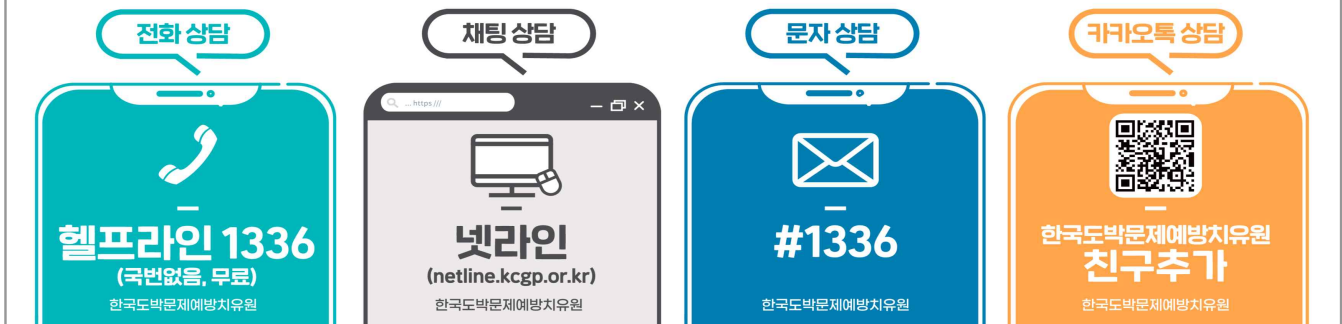 전화 상담
헬프라인 1336
(국번없음, 무료)
한국도박문제예방치유원
채팅 상담
... https ///
넷라인
(netline.kcgp.or.kr)
한국도박문제예방치유원
문자 상담
#1336
한국도박문제예방치유원
카카오톡 상담
한국도박문제예방치유원
친구추가
한국도박문제예방치유원